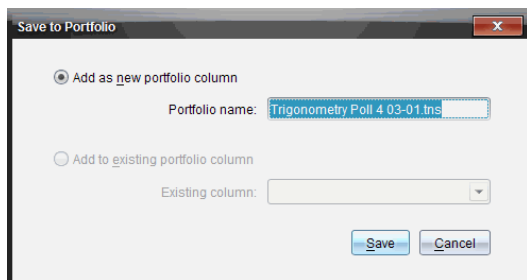 Save to Portfolio
Add as new portfolio column
Portfolio name: Trigonometry Poll 4 03-01.tns
Add to existing portfolio column
Existing column:
Save Cancel